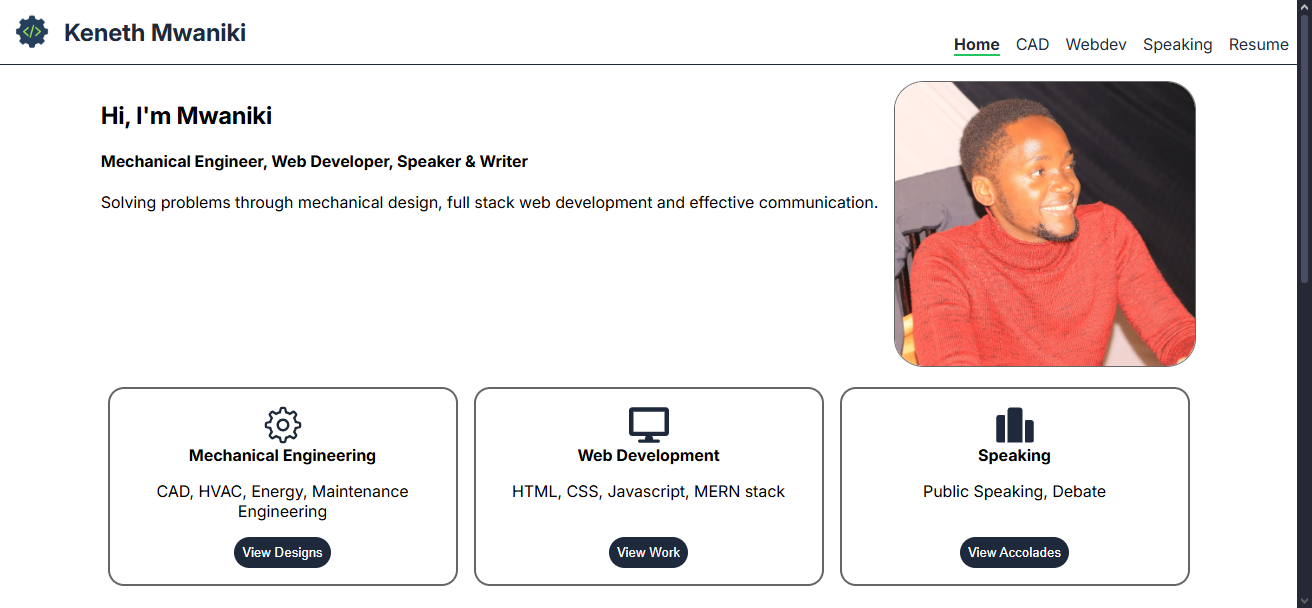 </> Keneth Mwaniki
Home CAD Webdev Speaking Resume
Hi, I'm Mwaniki
Mechanical Engineer, Web Developer, Speaker & Writer
Solving problems through mechanical design, full stack web development and effective communication.
Mechanical Engineering
CAD, HVAC, Energy, Maintenance
Engineering
View Designs
Web Development
HTML, CSS, Javascript, MERN stack
View Work
Speaking
Public Speaking, Debate
View Accolades